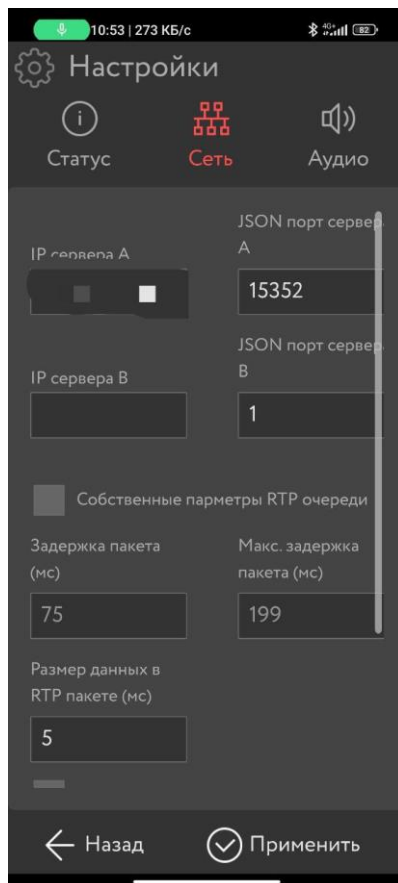 10:53 | 273 КБ/с 4G+ 82
Настройки
Статус Сеть Аудио
JSON порт сервер
IP сервера A A
15352
JSON порт сервер
IP сервера B B
1
Собственные парметры RTP очереди
Задержка пакета Макс. задержка
(мс) пакета (мс)
75 199
Размер данных в
RTP пакете (мс)
5
Назад Применить